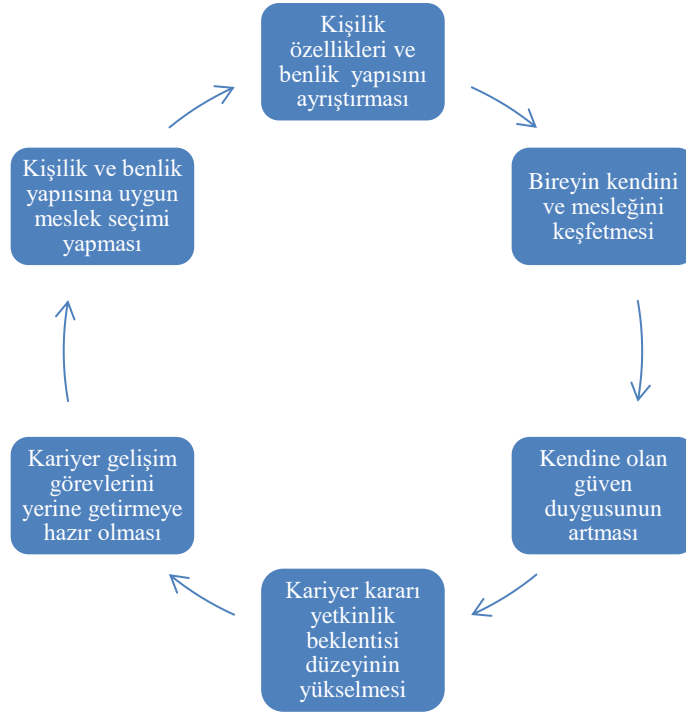 Kişilik
özellikleri ve
benlik yapısını
ayrıştırması
Bireyin kendini
ve mesleğini
keşfetmesi
Kendine olan
güven
duygusunun
artması
Kariyer kararı
yetkinlik
beklentisi
düzeyinin
yükselmesi
Kariyer gelişim
görevlerini
yerine getirmeye
hazır olması
Kişilik ve benlik
yapıısına uygun
meslek seçimi
yapması